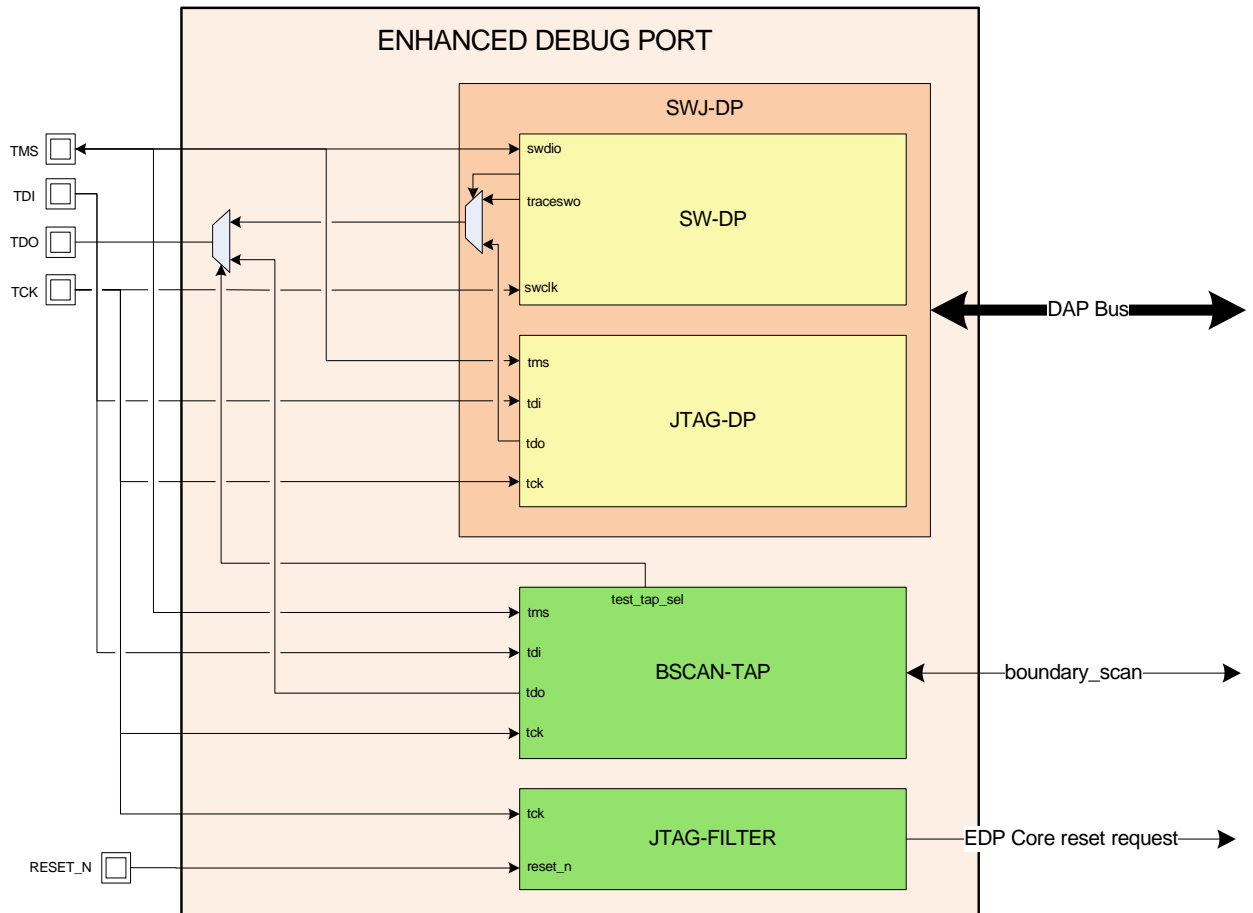 ENHANCED DEBUG PORT
SWJ-DP
TMS
swdio
TDI
traceswo
SW-DP
TDO
TCK
swclk
DAP Bus
tms
tdi
JTAG-DP
tdo
tck
test_tap_sel
tms
tdi
BSCAN-TAP
boundary_scan
tdo
tck
tck
JTAG-FILTER
EDP Core reset request
RESET_N
reset_n